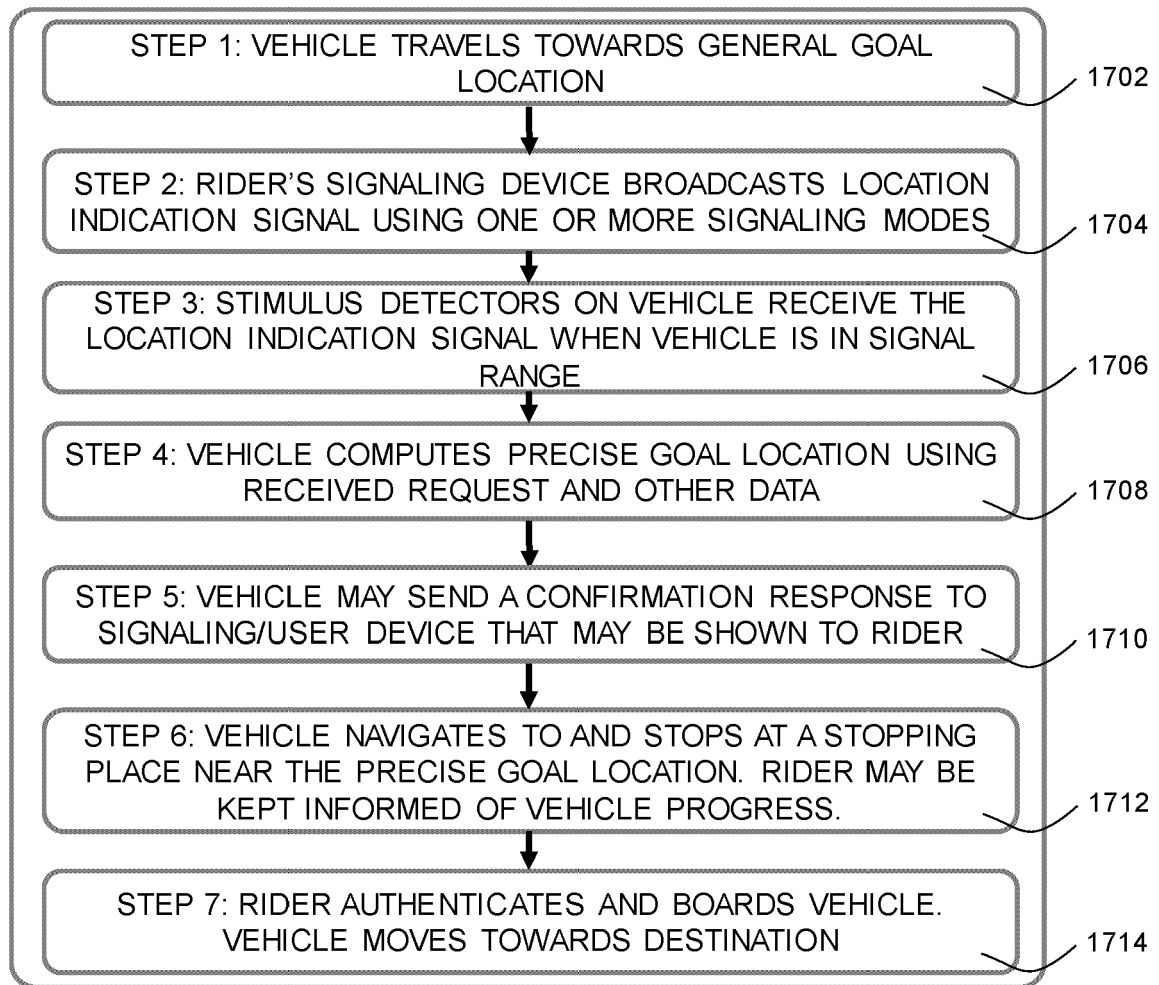 STEP 1: VEHICLE TRAVELS TOWARDS GENERAL GOAL
LOCATION
1702
STEP 2: RIDER'S SIGNALING DEVICE BROADCASTS LOCATION
INDICATION SIGNAL USING ONE OR MORE SIGNALING MODES
1704
STEP 3: STIMULUS DETECTORS ON VEHICLE RECEIVE THE
LOCATION INDICATION SIGNAL WHEN VEHICLE IS IN SIGNAL
RANGE
1706
STEP 4: VEHICLE COMPUTES PRECISE GOAL LOCATION USING
RECEIVED REQUEST AND OTHER DATA
1708
STEP 5: VEHICLE MAY SEND A CONFIRMATION RESPONSE TO
SIGNALING/USER DEVICE THAT MAY BE SHOWN TO RIDER
1710
STEP 6: VEHICLE NAVIGATES TO AND STOPS AT A STOPPING
PLACE NEAR THE PRECISE GOAL LOCATION. RIDER MAY BE
KEPT INFORMED OF VEHICLE PROGRESS.
1712
STEP 7: RIDER AUTHENTICATES AND BOARDS VEHICLE.
VEHICLE MOVES TOWARDS DESTINATION
1714